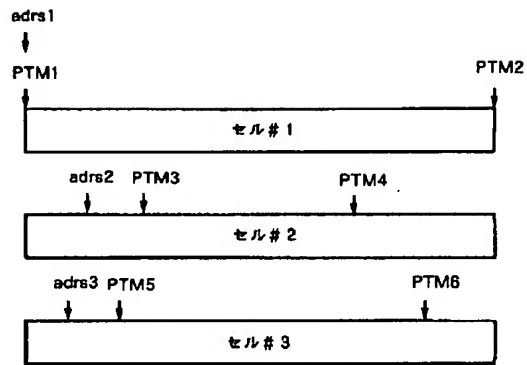 adrs1
PTM1 PTM2
セル#1
adrs2 PTM3 PTM4
セル#2
adrs3 PTM5 PTM6
セル#3